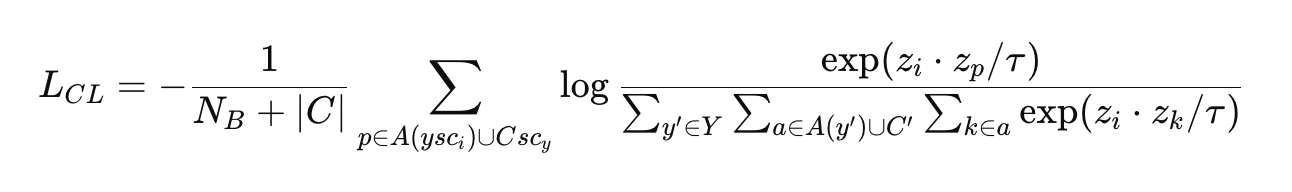 L_{CL} = -\frac{1}{N_B + |C|} \sum_{p \in A(ysc_i) \cup Csc_y} \log \frac{\exp(z_i \cdot z_p / \tau)}{\sum_{y' \in Y} \sum_{a \in A(y') \cup C'} \sum_{k \in a} \exp(z_i \cdot z_k / \tau)}